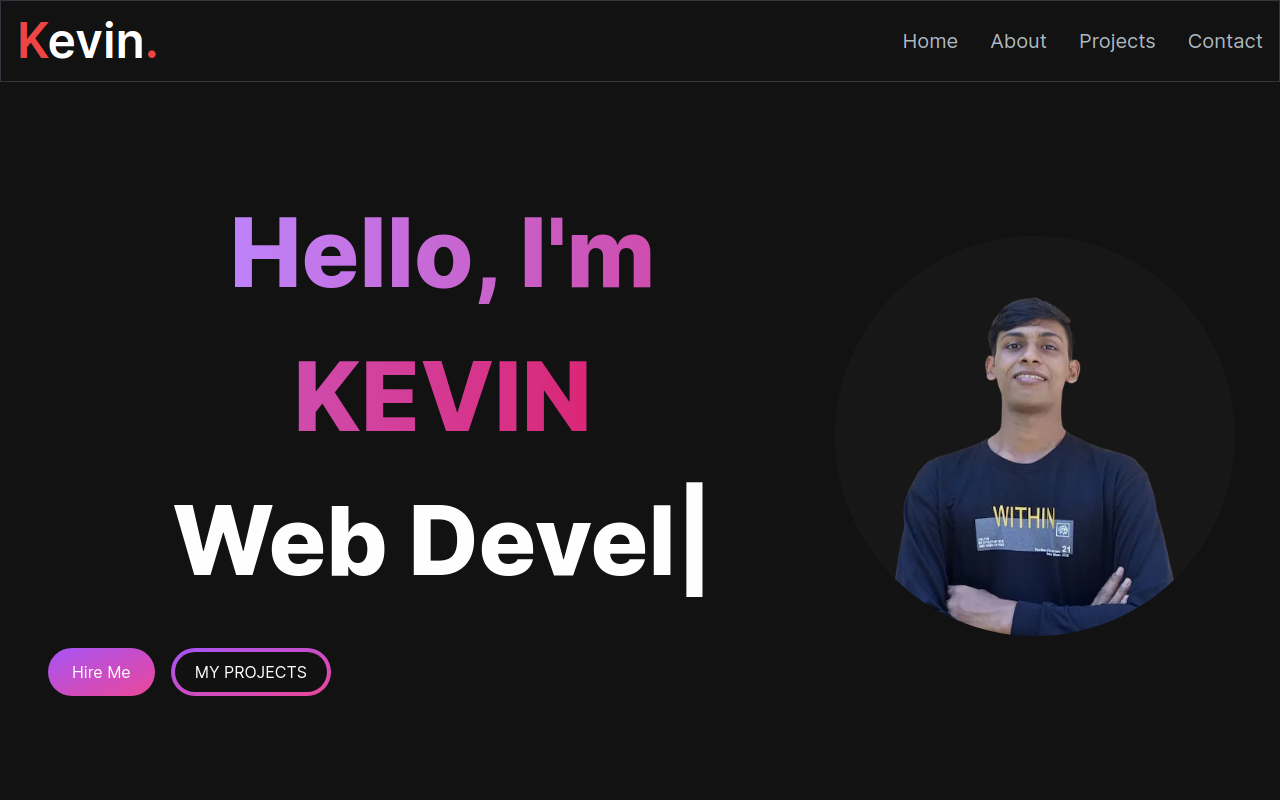 Kevin.
Home About Projects Contact
Hello, I'm
KEVIN
Web Devel|
WITHIN
21
Hire Me MY PROJECTS